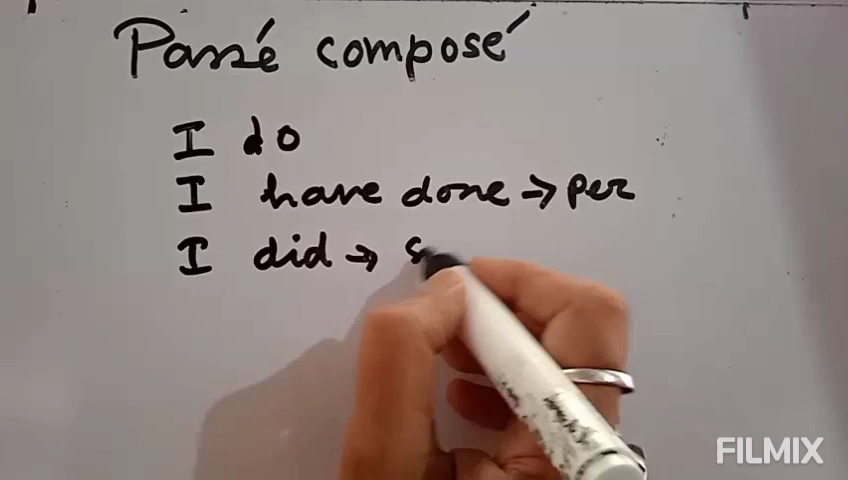 Passé composé
I do
I have done → per
I did → s
FILMIX